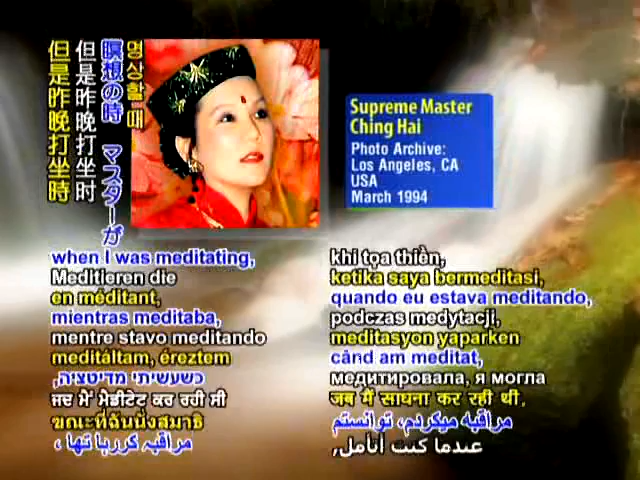 但是昨晚打坐時
但是昨晚打坐时
瞑想の時 マスターが
명상할 때
Supreme Master
Ching Hai
Photo Archive:
Los Angeles, CA
USA
March 1994
when I was meditating,
Meditieren die
en méditant,
mientras meditaba,
mentre stavo meditando
meditáltam, éreztem
כשעשיתי מדיטציה,
ਜਦ ਮੈਂ ਮੈਡੀਟੇਟ ਕਰ ਰਹੀ ਸੀ
ขณะที่ฉันนั่งสมาธิ
مراقبہ کررہا تھا ،
khi tọa thiền,
ketika saya bermeditasi,
quando eu estava meditando,
podczas medytacji,
meditasyon yaparken
când am meditat,
медитировала, я могла
जब मैं साधना कर रही थी,
مراقبه میکردم، توانستم
عندما كنت أتأمل,